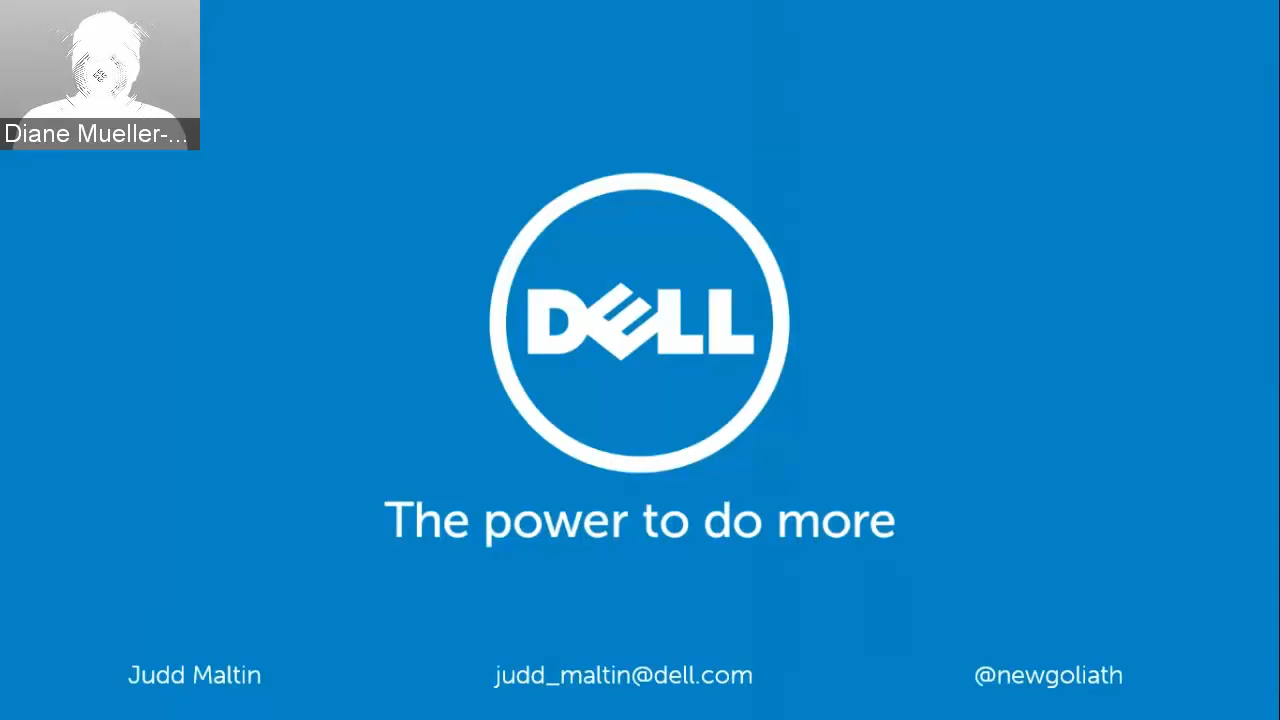 Diane Mueller-...
DELL
The power to do more
Judd Maltin judd_maltin@dell.com @newgoliath